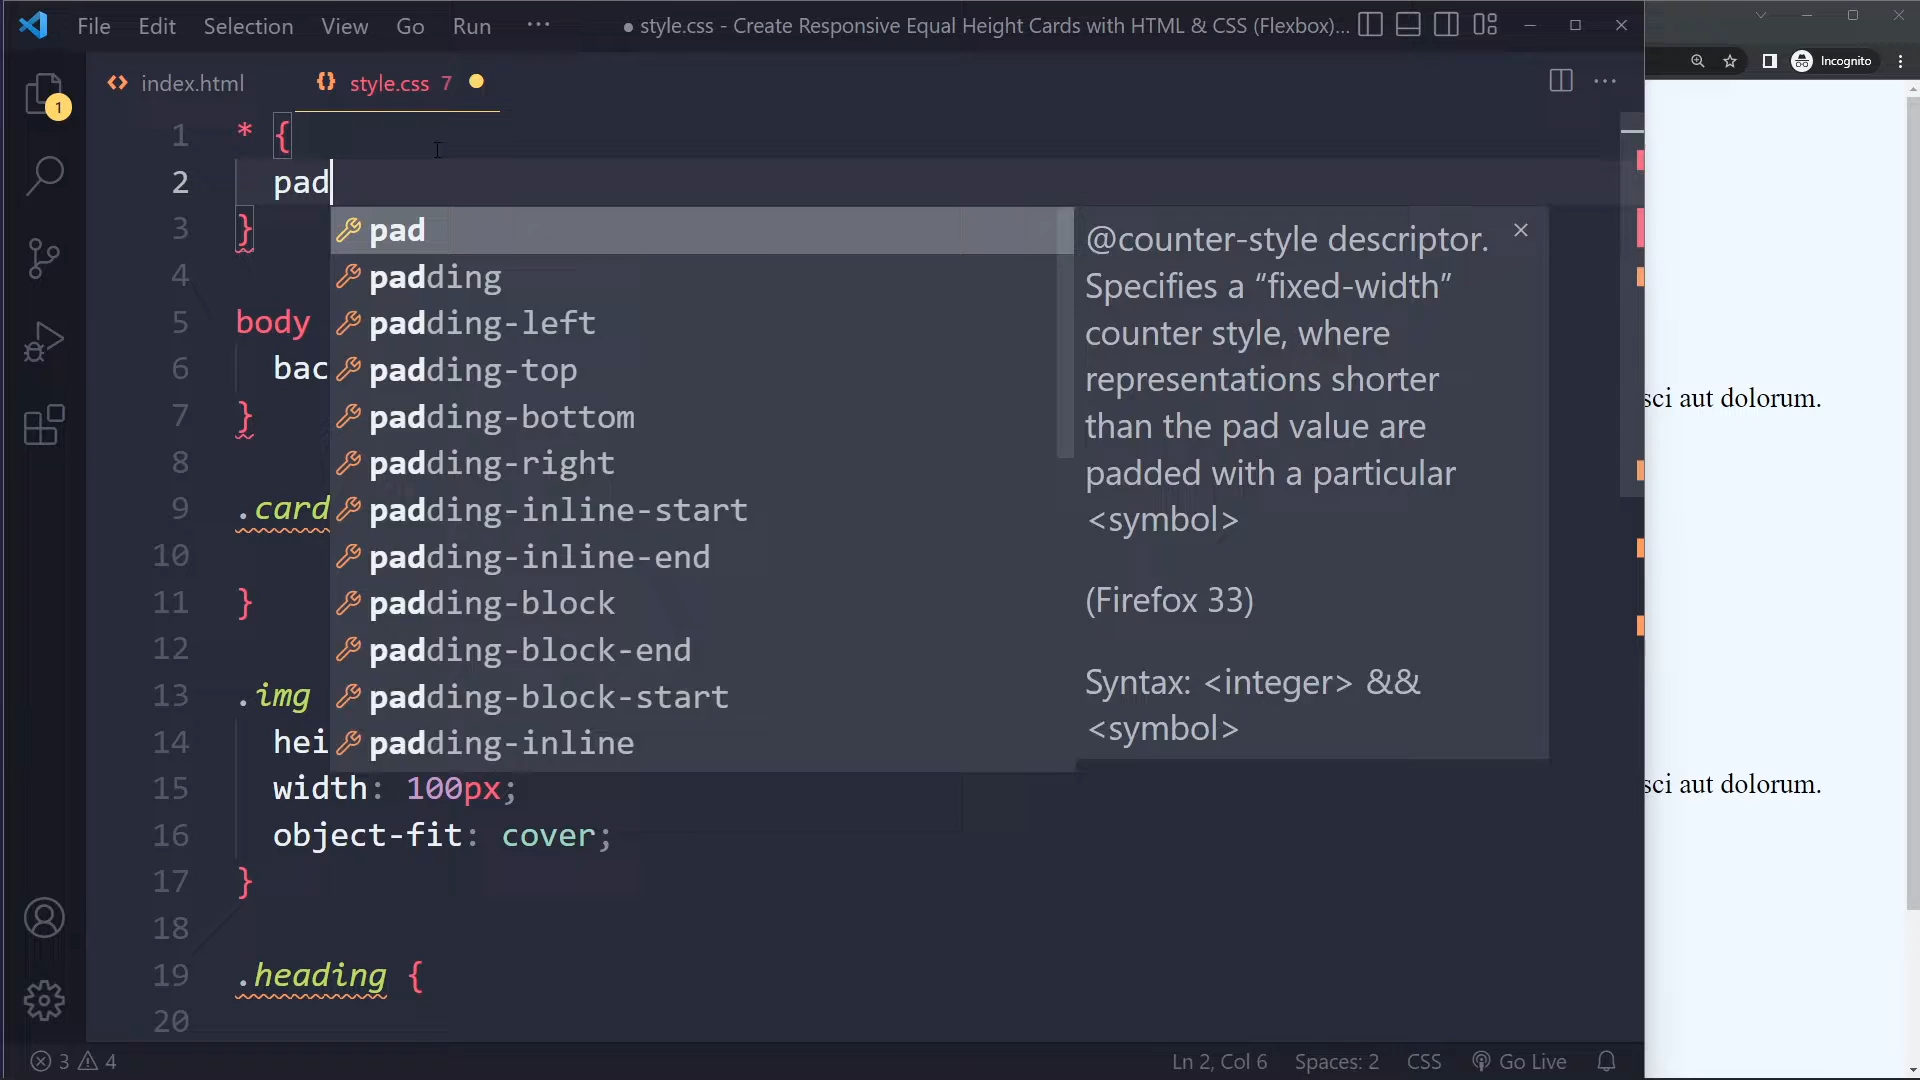 File Edit Selection View Go Run ··· ● style.css - Create Responsive Equal Height Cards with HTML & CSS (Flexbox)...
Incognito
index.html {} style.css 7
1
1 * {
2 pad
3 }
4
5 body
6 bac
7 }
8
9 .card
10
11 }
12
13 .img
14 hei
15 width: 100px;
16 object-fit: cover;
17 }
18
19 .heading {
20
pad
padding
padding-left
padding-top
padding-bottom
padding-right
padding-inline-start
padding-inline-end
padding-block
padding-block-end
padding-block-start
padding-inline
@counter-style descriptor.
Specifies a “fixed-width”
counter style, where
representations shorter
than the pad value are
padded with a particular
<symbol>
(Firefox 33)
Syntax: <integer> &&
<symbol>
sci aut dolorum.
sci aut dolorum.
3 4 Ln 2, Col 6 Spaces: 2 CSS Go Live